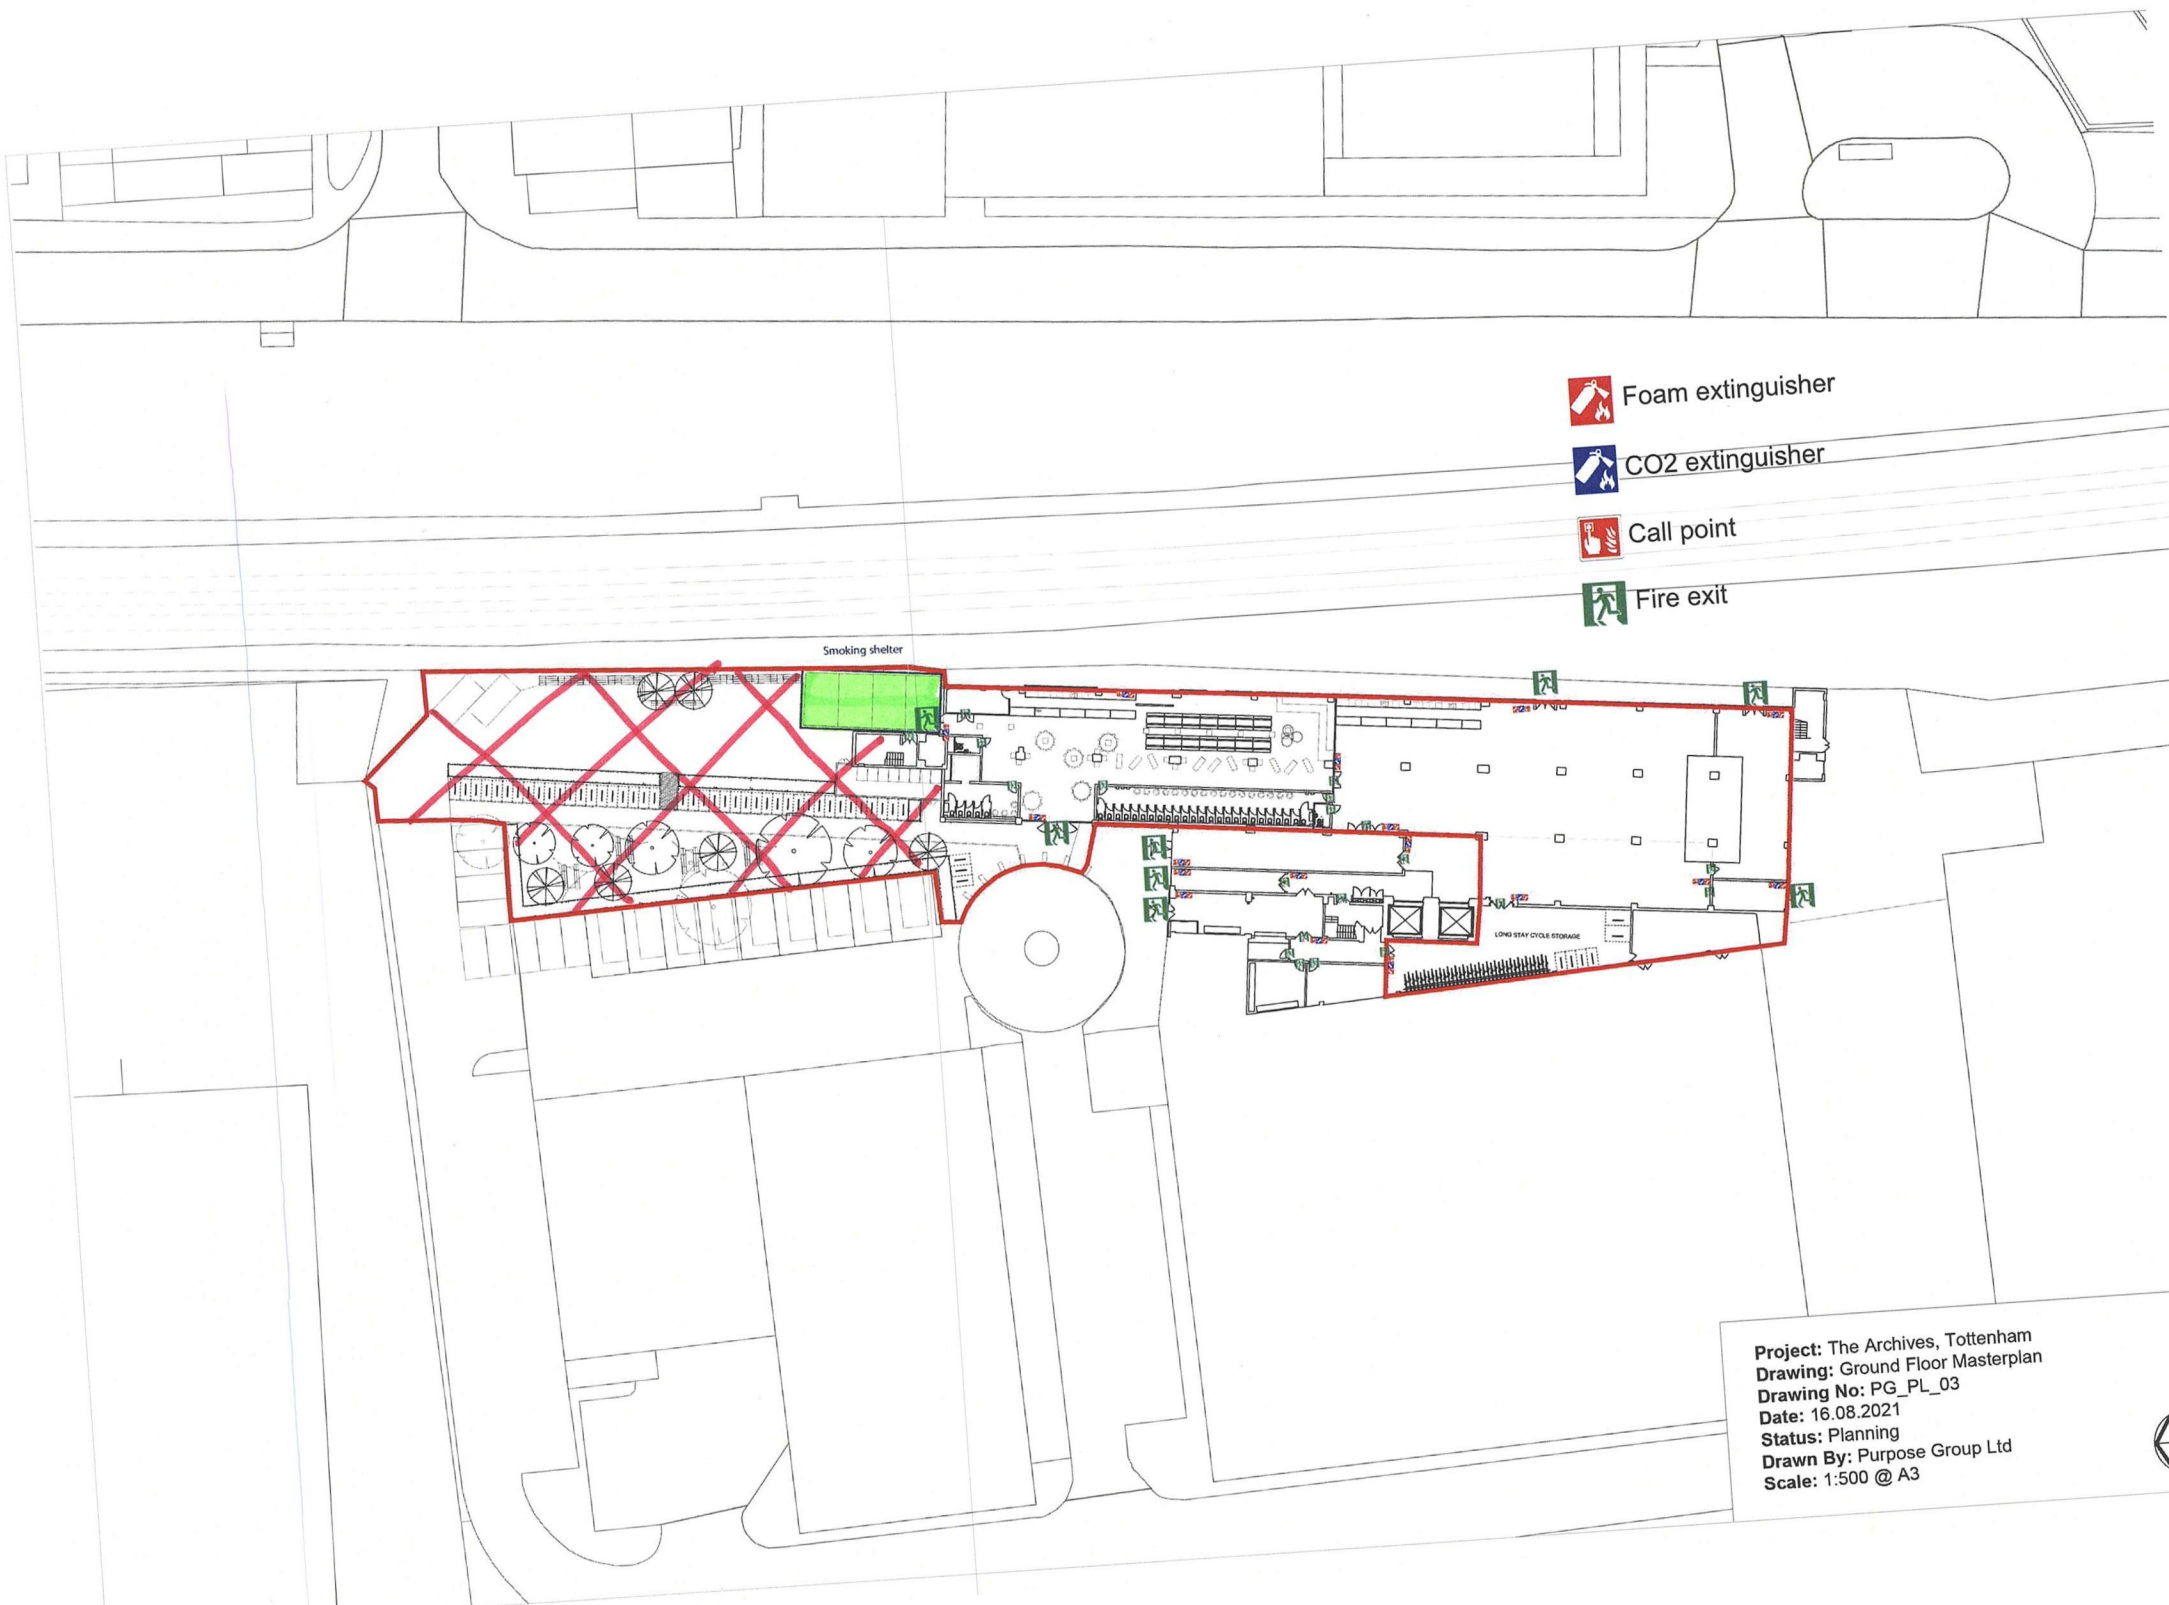 Foam extinguisher
CO2 extinguisher
Call point
Fire exit
Smoking shelter
LONG STAY CYCLE STORAGE
Project: The Archives, Tottenham
Drawing: Ground Floor Masterplan
Drawing No: PG_PL_03
Date: 16.08.2021
Status: Planning
Drawn By: Purpose Group Ltd
Scale: 1:500 @ A3